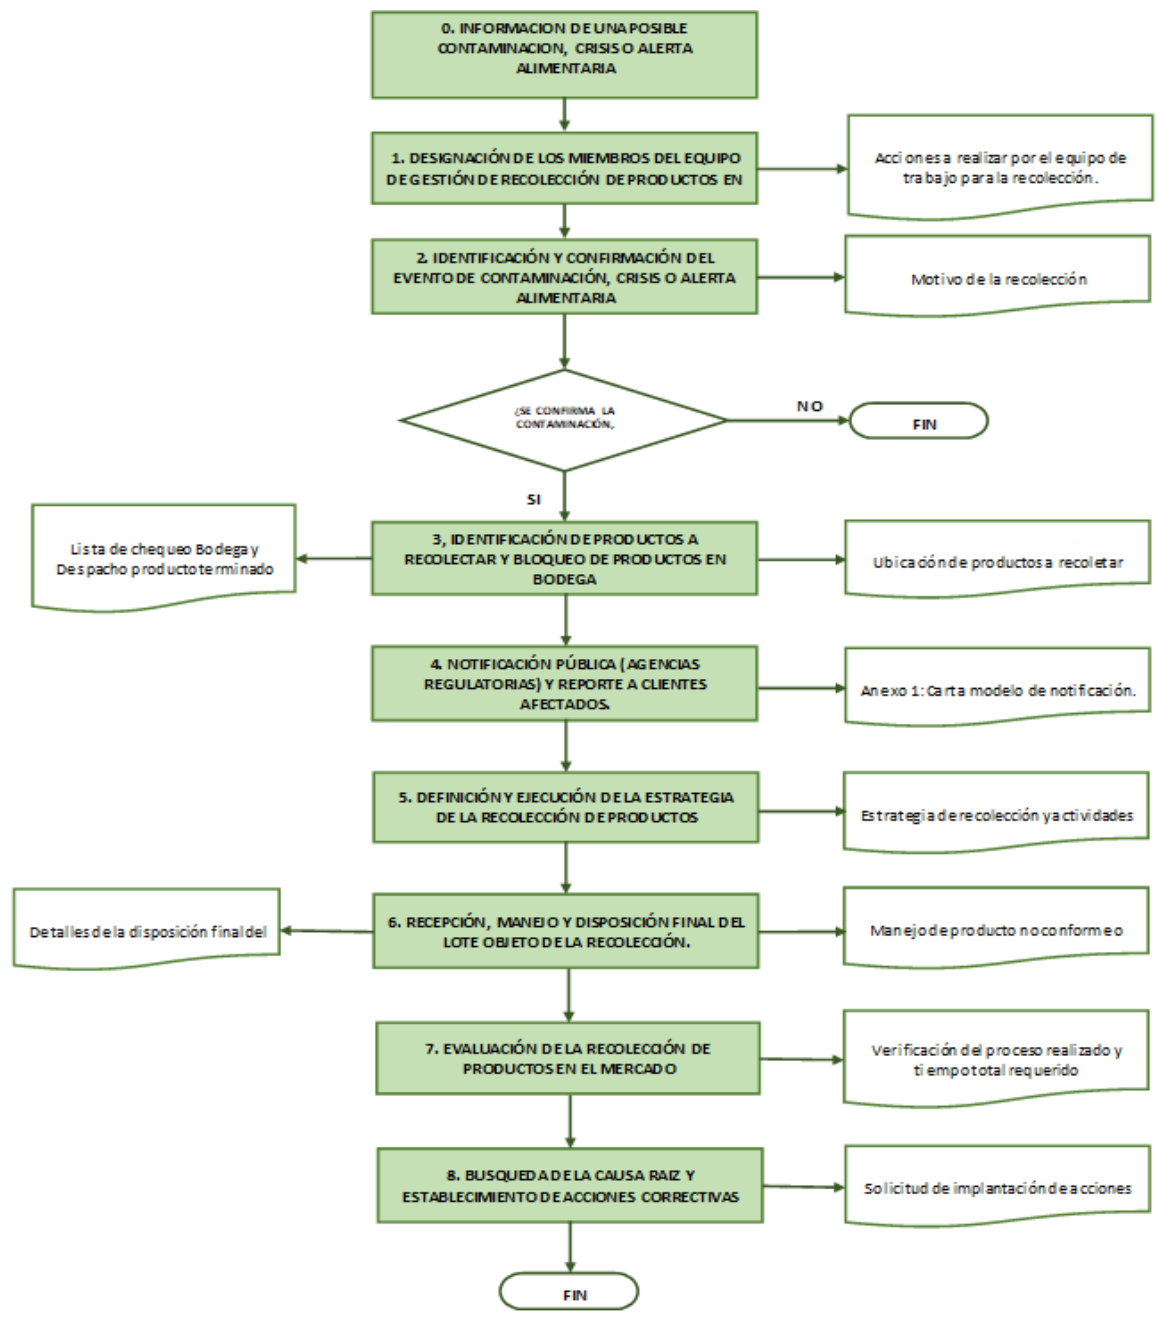 0. INFORMACION DE UNA POSIBLE
CONTAMINACION, CRISIS O ALERTA
ALIMENTARIA
1. DESIGNACIÓN DE LOS MIEMBROS DEL EQUIPO
DE GESTIÓN DE RECOLECCIÓN DE PRODUCTOS EN
Acciones a realizar por el equipo de
trabajo para la recolección.
2. IDENTIFICACIÓN Y CONFIRMACIÓN DEL
EVENTO DE CONTAMINACIÓN, CRISIS O ALERTA
ALIMENTARIA
Motivo de la recolección
¿SE CONFIRMA LA
CONTAMINACIÓN,
NO
FIN
SI
3, IDENTIFICACIÓN DE PRODUCTOS A
RECOLECTAR Y BLOQUEO DE PRODUCTOS EN
BODEGA
Lista de chequeo Bodega y
Despacho producto terminado
Ubicación de productos a recoletar
4. NOTIFICACIÓN PÚBLICA (AGENCIAS
REGULATORIAS) Y REPORTE A CLIENTES
AFECTADOS.
Anexo 1: Carta modelo de notificación.
5. DEFINICIÓN Y EJECUCIÓN DE LA ESTRATEGIA
DE LA RECOLECCIÓN DE PRODUCTOS
Estrategia de recolección y actividades
6. RECEPCIÓN, MANEJO Y DISPOSICIÓN FINAL DEL
LOTE OBJETO DE LA RECOLECCIÓN.
Detalles de la disposición final del
Manejo de producto no conforme o
7. EVALUACIÓN DE LA RECOLECCIÓN DE
PRODUCTOS EN EL MERCADO
Verificación del proceso realizado y
tiempo total requerido
8. BUSQUEDA DE LA CAUSA RAIZ Y
ESTABLECIMIENTO DE ACCIONES CORRECTIVAS
Solicitud de implantación de acciones
FIN